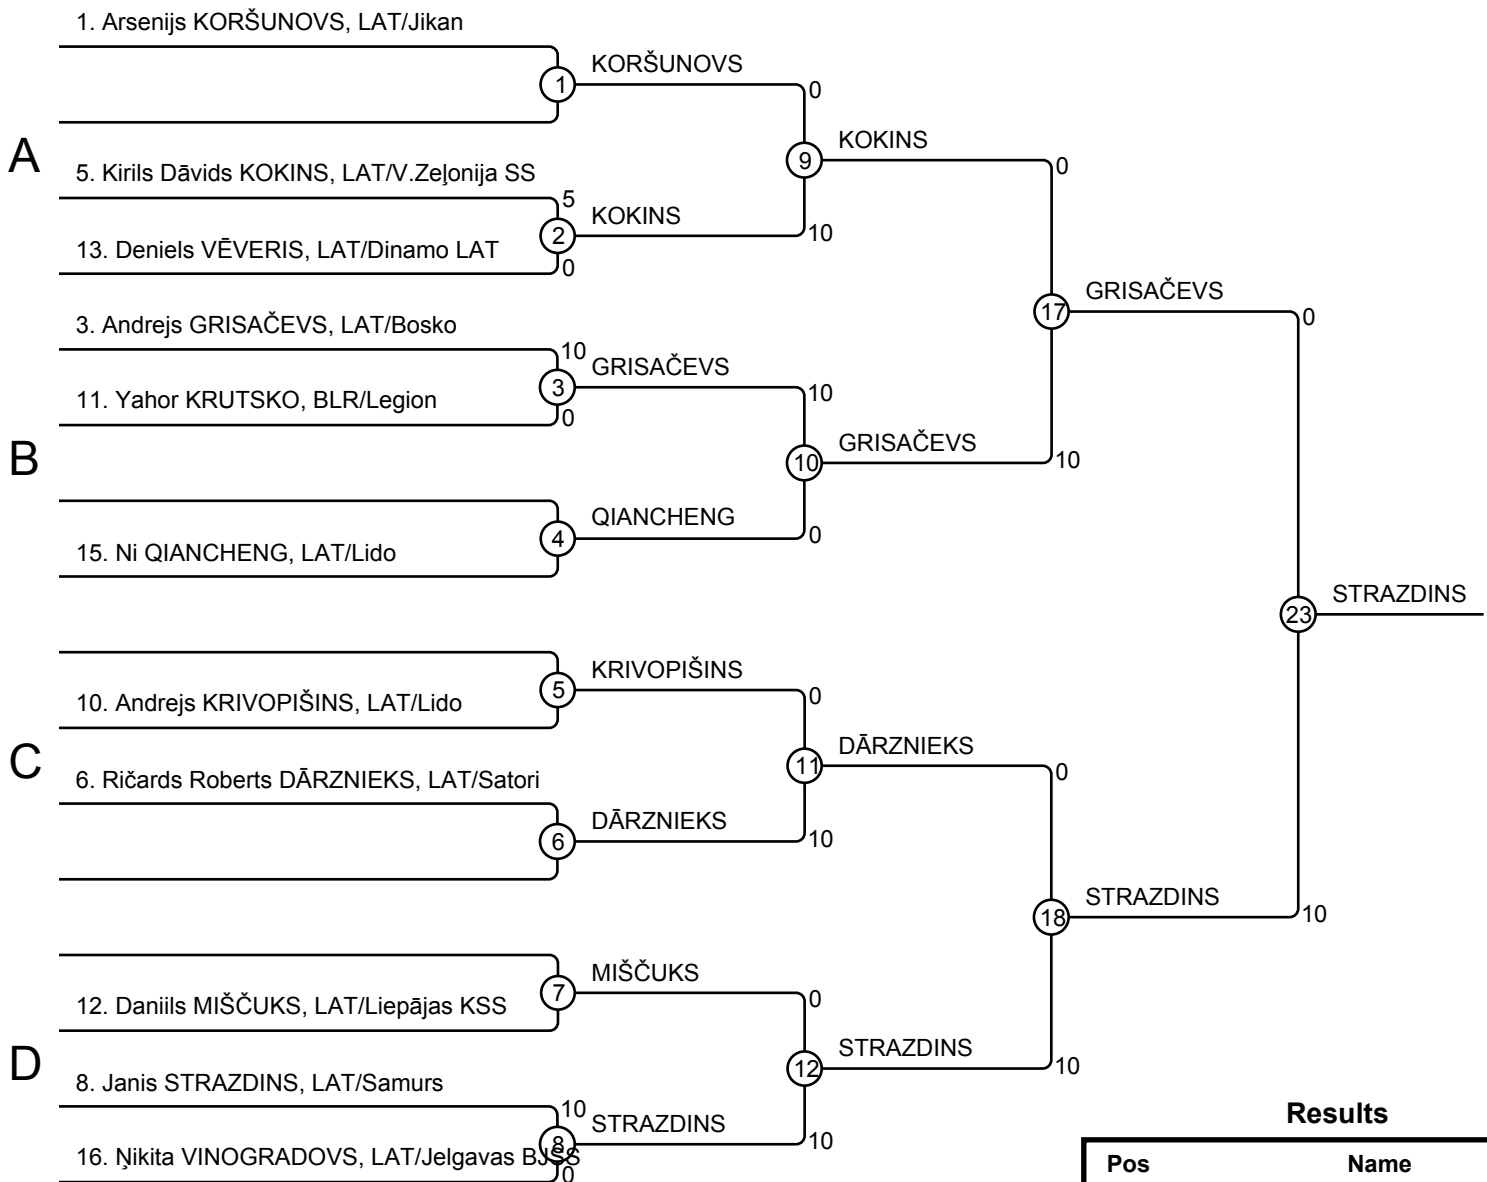 1. Arsenijs KORŠUNOVS, LAT/Jikan
1
KORŠUNOVS
0
A
9
KOKINS
0
5. Kirils Dāvids KOKINS, LAT/V.Zeļonija SS
5
2
KOKINS
10
13. Deniels VĒVERIS, LAT/Dinamo LAT
0
17
GRISAČEVS
0
3. Andrejs GRISAČEVS, LAT/Bosko
10
3
GRISAČEVS
10
11. Yahor KRUTSKO, BLR/Legion
0
B
10
GRISAČEVS
10
4
QIANCHENG
0
15. Ni QIANCHENG, LAT/Lido
23
STRAZDINS
5
KRIVOPIŠINS
0
10. Andrejs KRIVOPIŠINS, LAT/Lido
C
11
DĀRZNIEKS
0
6. Ričards Roberts DĀRZNIEKS, LAT/Satori
6
DĀRZNIEKS
10
18
STRAZDINS
10
7
MIŠČUKS
0
12. Daniils MIŠČUKS, LAT/Liepājas KSS
D
12
STRAZDINS
10
8. Janis STRAZDINS, LAT/Samurs
10
8
STRAZDINS
10
16. Ņikita VINOGRADOVS, LAT/Jelgavas BJSS
0
Results
Pos Name